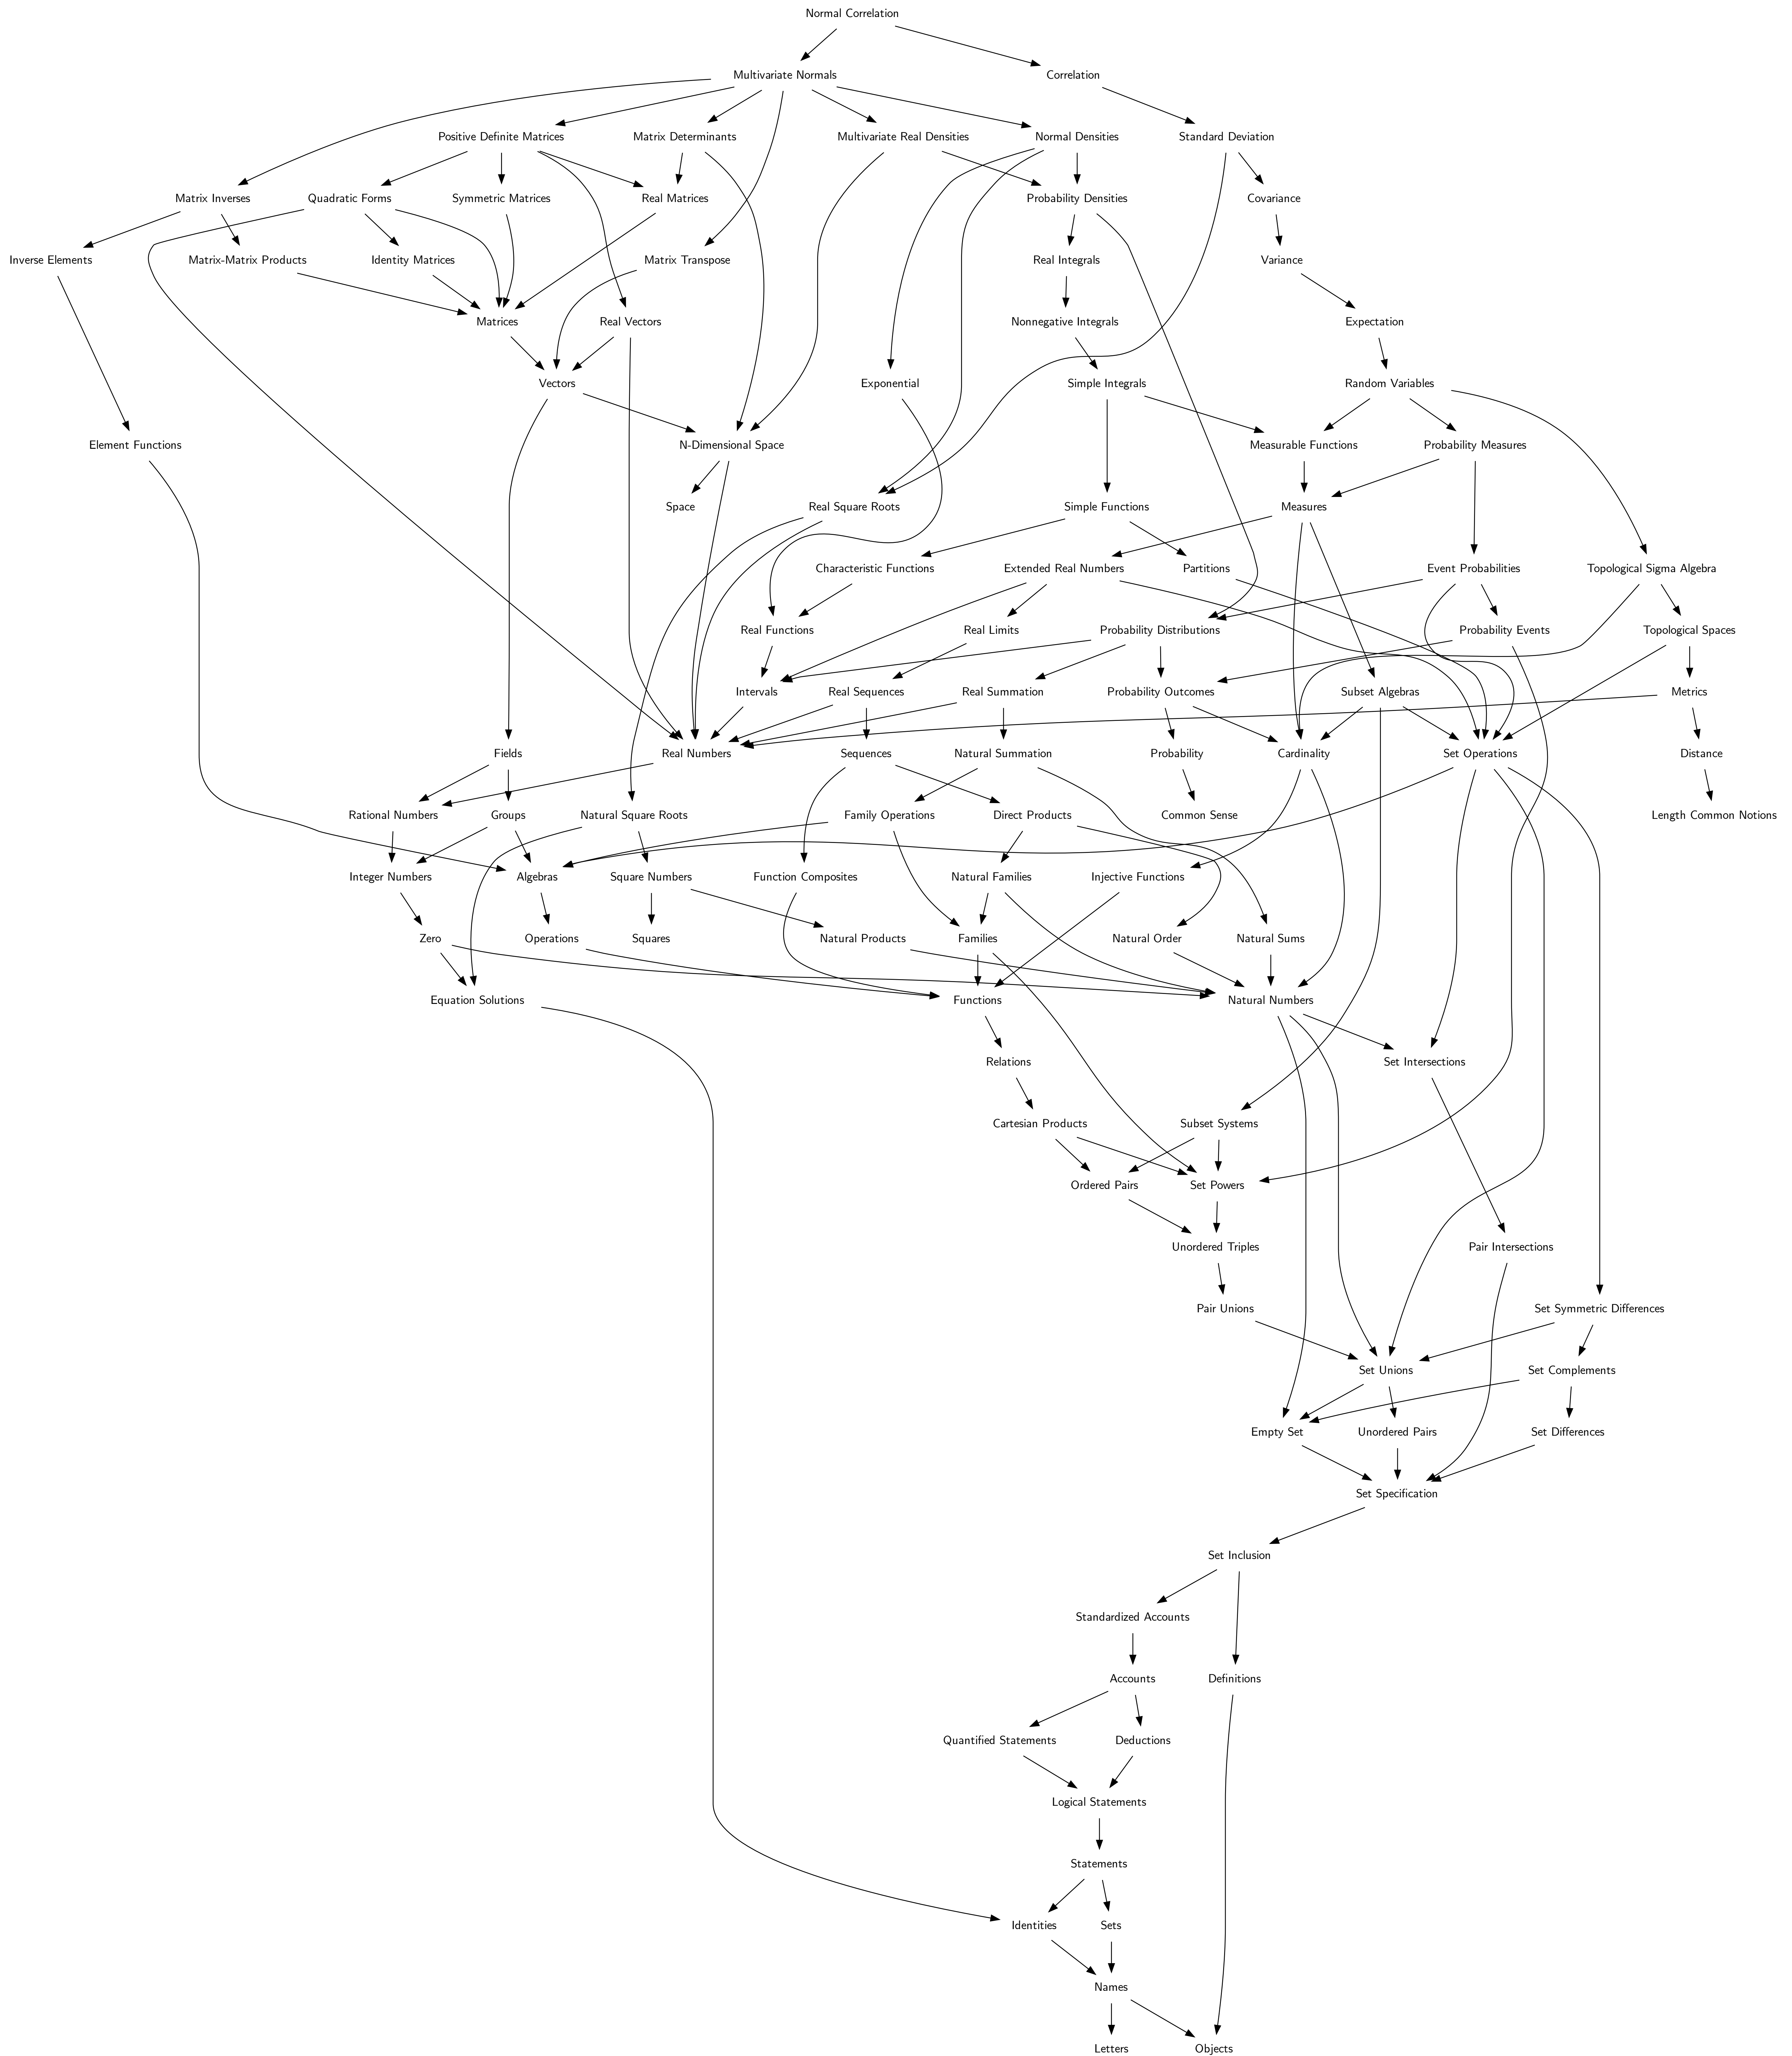 Normal Correlation
Multivariate Normals
Correlation
Positive Definite Matrices
Matrix Determinants
Multivariate Real Densities
Normal Densities
Standard Deviation
Matrix Inverses
Quadratic Forms
Symmetric Matrices
Real Matrices
Probability Densities
Covariance
Inverse Elements
Matrix-Matrix Products
Identity Matrices
Matrix Transpose
Real Integrals
Variance
Matrices
Real Vectors
Nonnegative Integrals
Expectation
Vectors
Exponential
Simple Integrals
Random Variables
Element Functions
N-Dimensional Space
Measurable Functions
Probability Measures
Space
Real Square Roots
Simple Functions
Measures
Characteristic Functions
Extended Real Numbers
Partitions
Event Probabilities
Topological Sigma Algebra
Real Functions
Real Limits
Probability Distributions
Probability Events
Topological Spaces
Intervals
Real Sequences
Real Summation
Probability Outcomes
Subset Algebras
Metrics
Fields
Real Numbers
Sequences
Natural Summation
Probability
Cardinality
Set Operations
Distance
Rational Numbers
Groups
Natural Square Roots
Family Operations
Direct Products
Common Sense
Length Common Notions
Integer Numbers
Algebras
Square Numbers
Function Composites
Natural Families
Injective Functions
Zero
Operations
Squares
Natural Products
Families
Natural Order
Natural Sums
Equation Solutions
Functions
Natural Numbers
Relations
Set Intersections
Cartesian Products
Subset Systems
Ordered Pairs
Set Powers
Unordered Triples
Pair Intersections
Pair Unions
Set Symmetric Differences
Set Unions
Set Complements
Empty Set
Unordered Pairs
Set Differences
Set Specification
Set Inclusion
Standardized Accounts
Accounts
Definitions
Quantified Statements
Deductions
Logical Statements
Statements
Identities
Sets
Names
Letters
Objects